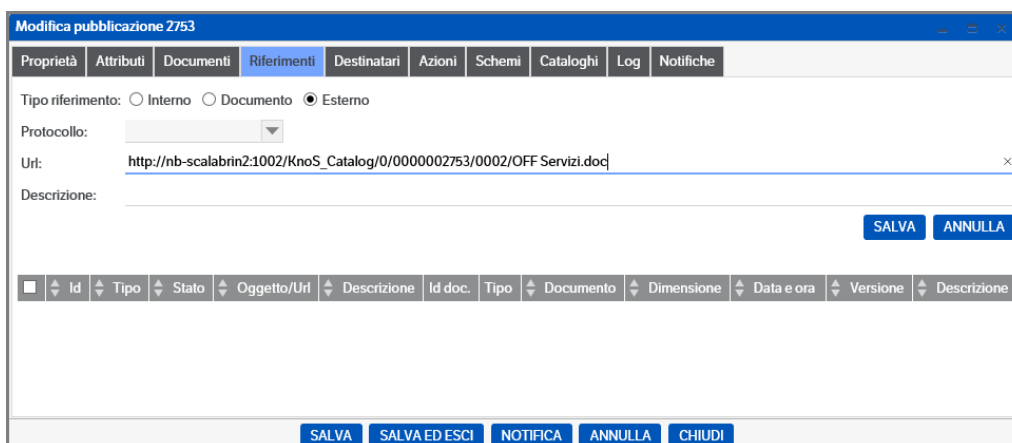 Modifica pubblicazione 2753
Proprietà Attributi Documenti Riferimenti Destinatari Azioni Schemi Cataloghi Log Notifiche
Tipo riferimento: Interno Documento Esterno
Protocollo:
Url: http://nb-scalabrin2:1002/KnoS_Catalog/0/0000002753/0002/OFF Servizi.doc
Descrizione:
SALVA ANNULLA
Id Tipo Stato Oggetto/Url Descrizione Id doc. Tipo Documento Dimensione Data e ora Versione Descrizione
SALVA SALVA ED ESCI NOTIFICA ANNULLA CHIUDI